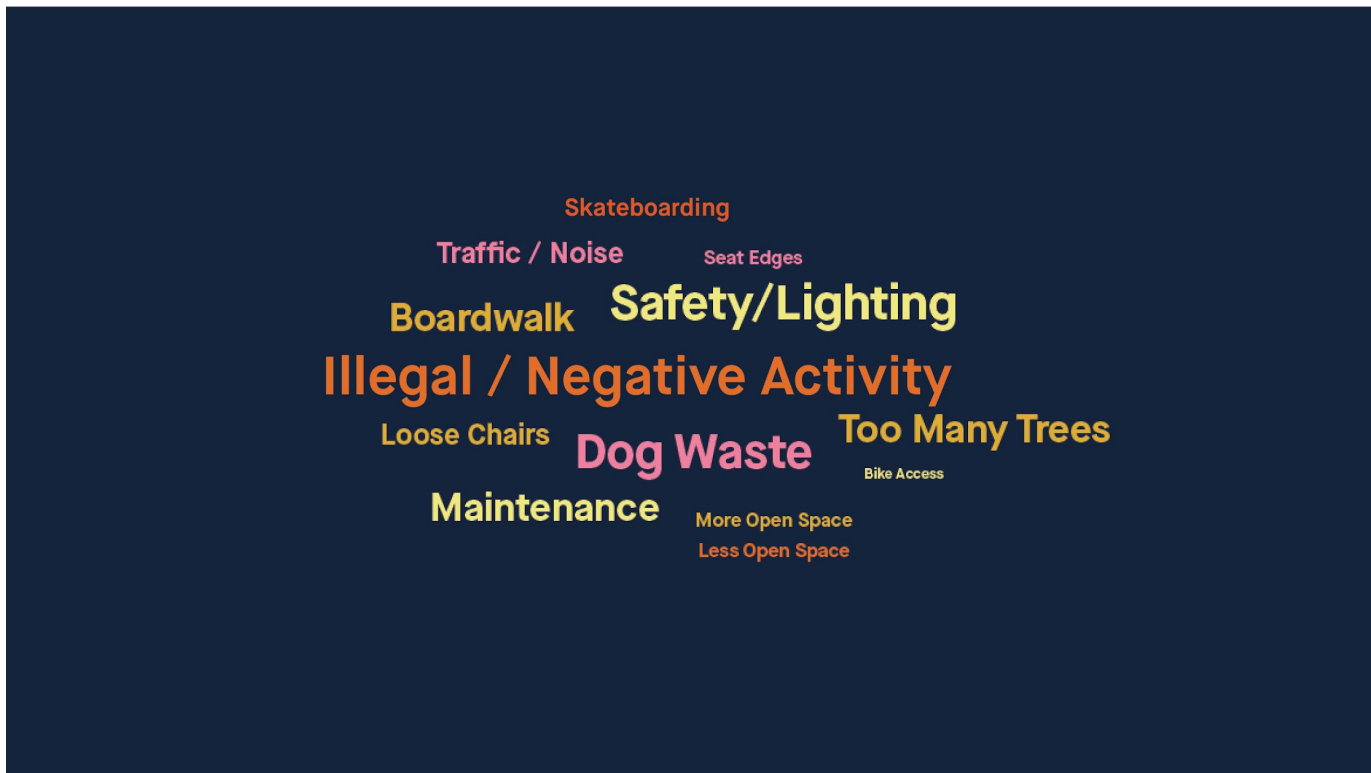 Skateboarding
Traffic / Noise
Seat Edges
Safety/Lighting
Boardwalk
Illegal / Negative Activity
Too Many Trees
Loose Chairs
Dog Waste
Bike Access
Maintenance
More Open Space
Less Open Space